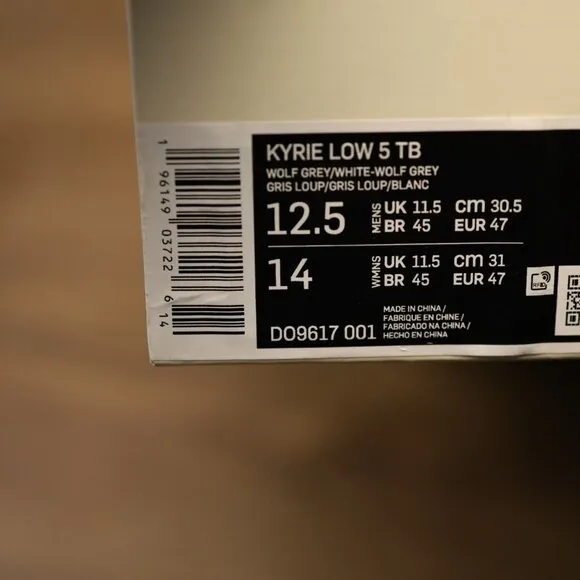 KYRIE LOW 5 TB
WOLF GREY/WHITE-WOLF GREY
GRIS LOUP/GRIS LOUP/BLANC
12.5 MENS UK 11.5 cm 30.5
BR 45 EUR 47
14 WMNS UK 11.5 cm 31
BR 45 EUR 47
DO9617 001
MADE IN CHINA /
FABRIQUE EN CHINE /
FABRICADO NA CHINA /
HECHO EN CHINA
1 96149 03722 6 14